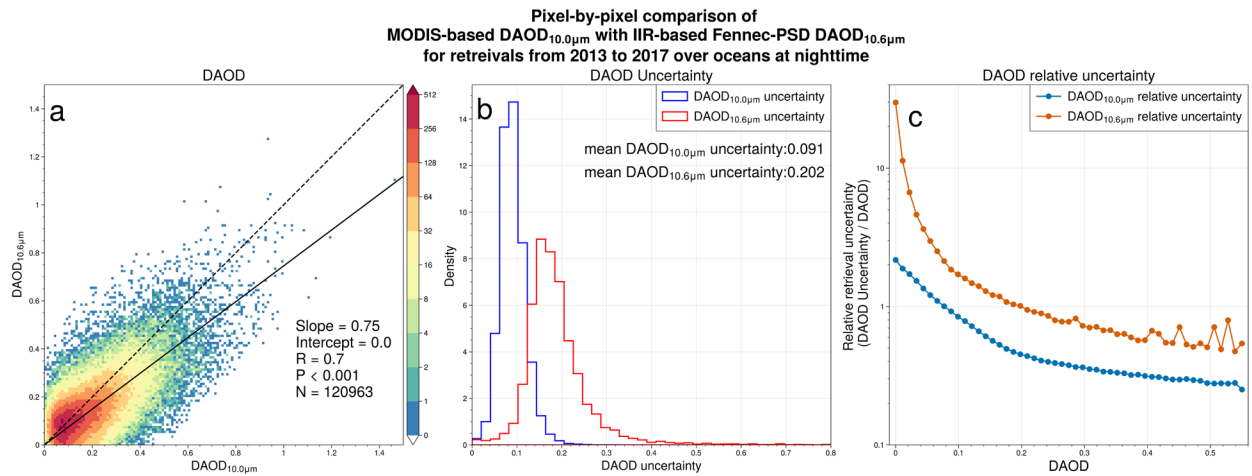 Pixel-by-pixel comparison of
MODIS-based DAOD10.0μm with IIR-based Fennec-PSD DAOD10.6μm
for retreivals from 2013 to 2017 over oceans at nighttime
DAOD
a
1.4
1.2
1
0.8
0.6
0.4
0.2
0
DAOD10.6μm
0
0.2
0.4
0.6
0.8
1
1.2
1.4
DAOD10.0μm
Slope = 0.75
Intercept = 0.0
R = 0.7
P < 0.001
N = 120963
512
256
128
64
32
16
8
4
2
1
0
DAOD Uncertainty
b
DAOD10.0μm uncertainty
DAOD10.6μm uncertainty
mean DAOD10.0μm uncertainty:0.091
mean DAOD10.6μm uncertainty:0.202
14
12
10
8
6
4
2
0
Density
0
0.1
0.2
0.3
0.4
0.5
0.6
0.7
0.8
DAOD uncertainty
DAOD relative uncertainty
c
DAOD10.0μm relative uncertainty
DAOD10.6μm relative uncertainty
10
1
0.1
Relative retrieval uncertainty
(DAOD Uncertainty / DAOD)
0
0.1
0.2
0.3
0.4
0.5
DAOD